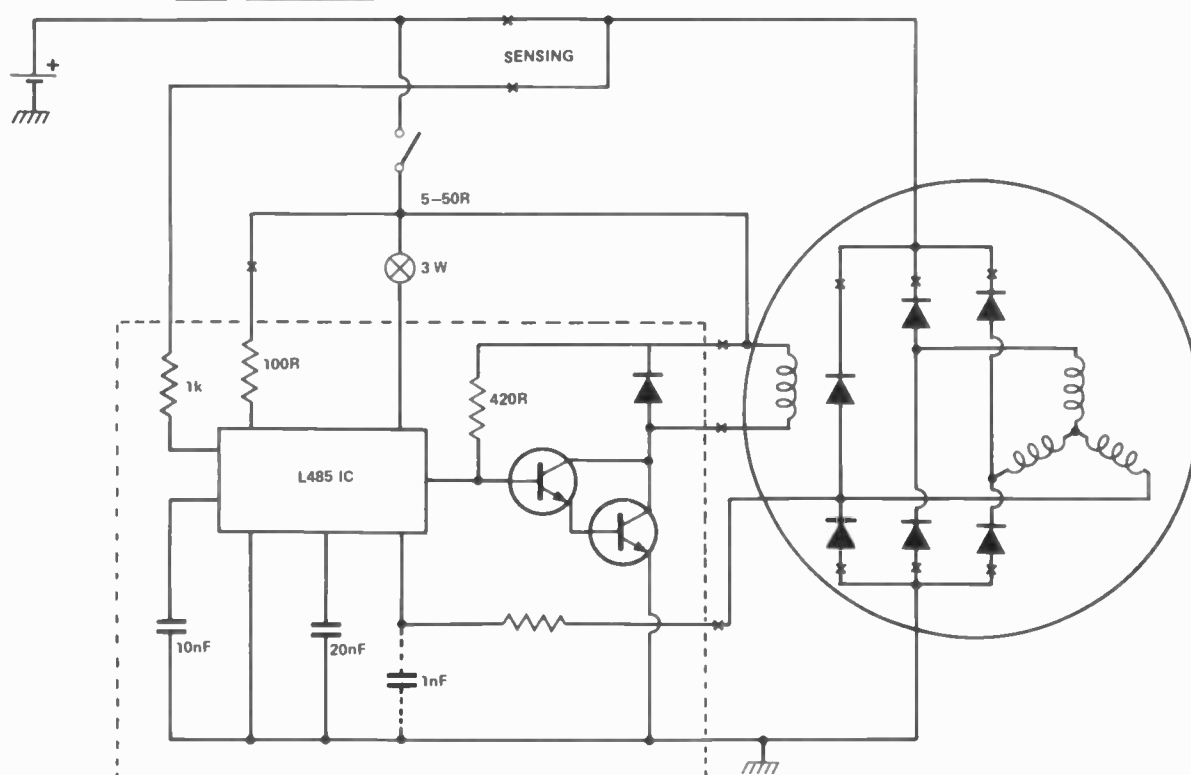 +
SENSING
5–50R
3 W
100R
1k
420R
L485 IC
10nF
20nF
1nF